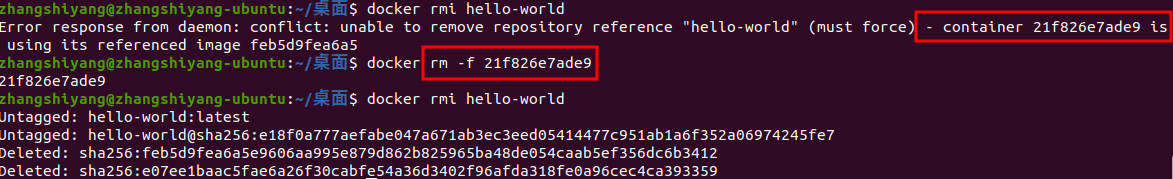 zhangshiyang@zhangshiyang-ubuntu:~/桌面$ docker rmi hello-world
Error response from daemon: conflict: unable to remove repository reference "hello-world" (must force) - container 21f826e7ade9 is
 using its referenced image feb5d9fea6a5
zhangshiyang@zhangshiyang-ubuntu:~/桌面$ docker rm -f 21f826e7ade9
21f826e7ade9
zhangshiyang@zhangshiyang-ubuntu:~/桌面$ docker rmi hello-world
Untagged: hello-world:latest
Untagged: hello-world@sha256:e18f0a777aefabe047a671ab3ec3eed05414477c951ab1a6f352a06974245fe7
Deleted: sha256:feb5d9fea6a5e9606aa995e879d862b825965ba48de054caab5ef356dc6b3412
Deleted: sha256:e07ee1baac5fae6a26f30cabfe54a36d3402f96afda318fe0a96cec4ca393359